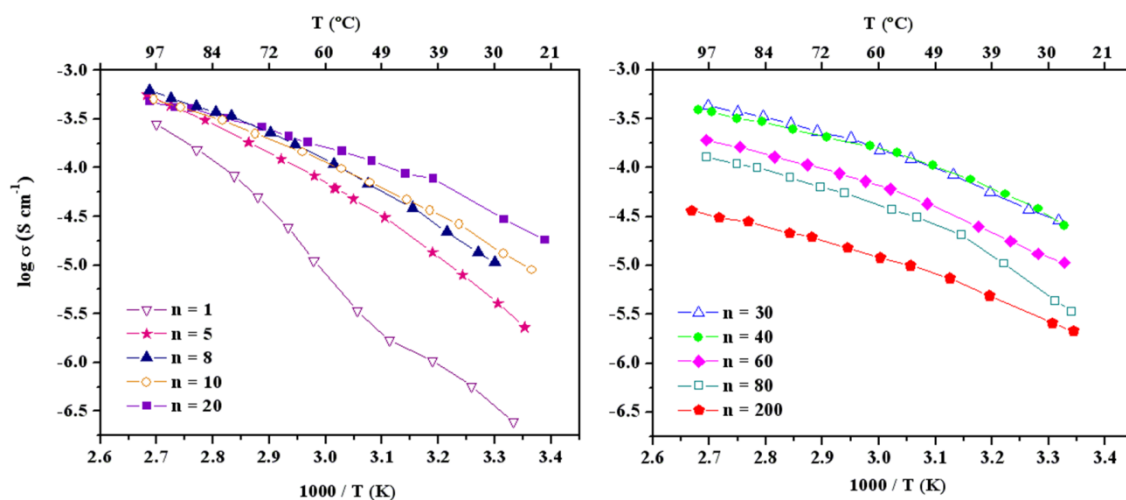 T (ºC)
97 84 72 60 49 39 30 21
-3.0
-3.5
-4.0
-4.5
-5.0
-5.5
-6.0
-6.5
log σ (S cm⁻¹)
n = 1
n = 5
n = 8
n = 10
n = 20
2.6 2.7 2.8 2.9 3.0 3.1 3.2 3.3 3.4
1000 / T (K)
T (ºC)
97 84 72 60 49 39 30 21
-3.0
-3.5
-4.0
-4.5
-5.0
-5.5
-6.0
-6.5
n = 30
n = 40
n = 60
n = 80
n = 200
2.6 2.7 2.8 2.9 3.0 3.1 3.2 3.3 3.4
1000 / T (K)